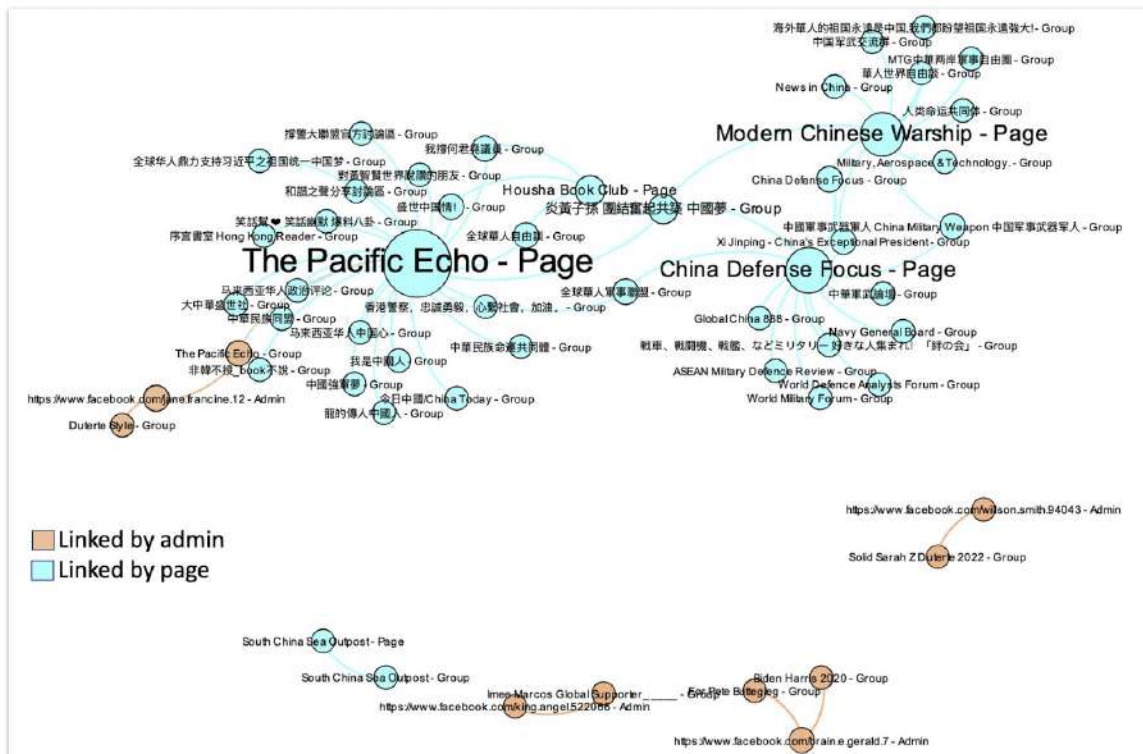 海外華人的祖国永遠是中国,我們都盼望祖国永遠強大!- Group
中国军武交流群 - Group
MTG中華两岸軍事自由團 - Group
華人世界自由談 - Group
News in China - Group
人类命运共同体 - Group
Modern Chinese Warship - Page
Military, Aerospace & Technology. - Group
China Defense Focus - Group
撐警大聯盟官方討論區 - Group
我撐何君堯議員 - Group
全球华人鼎力支持习近平之祖国统一中国梦 - Group
對黃智賢世界說讚的朋友 - Group
和諧之聲分享討論區 - Group
Housha Book Club - Page
盛世中国情! - Group
炎黃子孫 團結奮起共築 中國夢 - Group
笑話幫 ❤ 笑話幽默 爆料八卦 - Group
序言書室 Hong Kong Reader - Group
全球華人自由談 - Group
中國軍事武器軍人 China Military Weapon 中国军事武器军人 - Group
Xi Jinping - China's Exceptional President - Group
The Pacific Echo - Page
China Defense Focus - Page
马来西亚华人政治评论 - Group
全球華人軍事聯盟 - Group
中華軍武論壇 - Group
大中華盛世社 - Group
香港警察，忠誠勇毅，心繫社會，加油。 - Group
中華民族同盟 - Group
Global China 888 - Group
马来西亚华人中国心 - Group
Navy General Board - Group
中華民族命運共同體 - Group
戦車、戦闘機、戦艦、などミリタリー 好きな人集まれ! 「絆の会」 - Group
The Pacific Echo - Group
我是中國人 - Group
非韓不投_book不說 - Group
ASEAN Military Defence Review - Group
中國強軍夢 - Group
World Defence Analysts Forum - Group
https://www.facebook.com/jane.francine.12 - Admin
今日中國/China Today - Group
World Military Forum - Group
龍的傳人中國人 - Group
Duterte Style - Group
https://www.facebook.com/willson.smith.94043 - Admin
Linked by admin
Solid Sarah Z Duterte 2022 - Group
Linked by page
South China Sea Outpost - Page
South China Sea Outpost - Group
Biden Harris 2020 - Group
Imee Marcos Global Supporter_____ - Group
For Pete Buttegieg - Group
https://www.facebook.com/king.angel.522066 - Admin
https://www.facebook.com/brain.e.gerald.7 - Admin